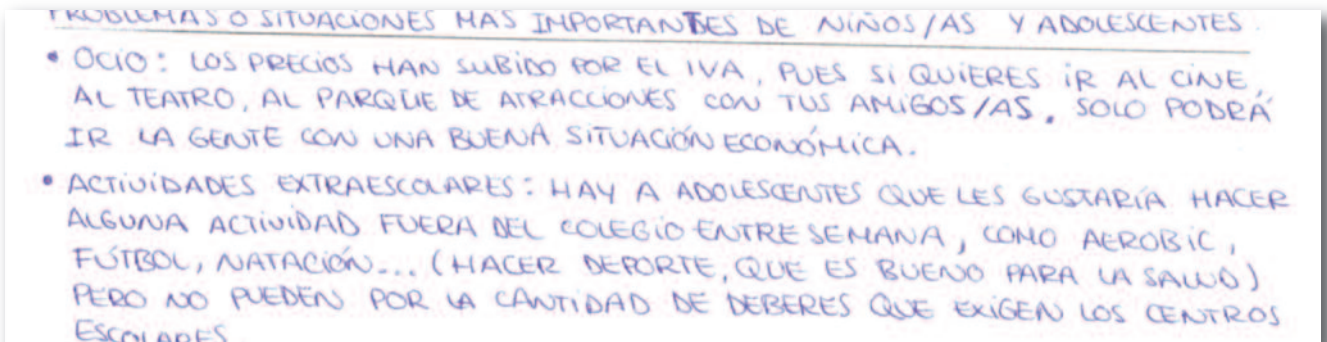 PROBLEMAS O SITUACIONES MAS IMPORTANTES DE NIÑOS/AS Y ADOLESCENTES.
• OCIO: LOS PRECIOS HAN SUBIDO POR EL IVA, PUES SI QUIERES IR AL CINE,
AL TEATRO, AL PARQUE DE ATRACCIONES CON TUS AMIGOS/AS, SOLO PODRÁ
IR LA GENTE CON UNA BUENA SITUACIÓN ECONÓMICA.
• ACTIVIDADES EXTRAESCOLARES: HAY A ADOLESCENTES QUE LES GUSTARÍA HACER
ALGUNA ACTIVIDAD FUERA DEL COLEGIO ENTRE SEMANA, COMO AEROBIC,
FÚTBOL, NATACIÓN... (HACER DEPORTE, QUE ES BUENO PARA LA SALUD)
PERO NO PUEDEN POR LA CANTIDAD DE DEBERES QUE EXIGEN LOS CENTROS
ESCOLARES